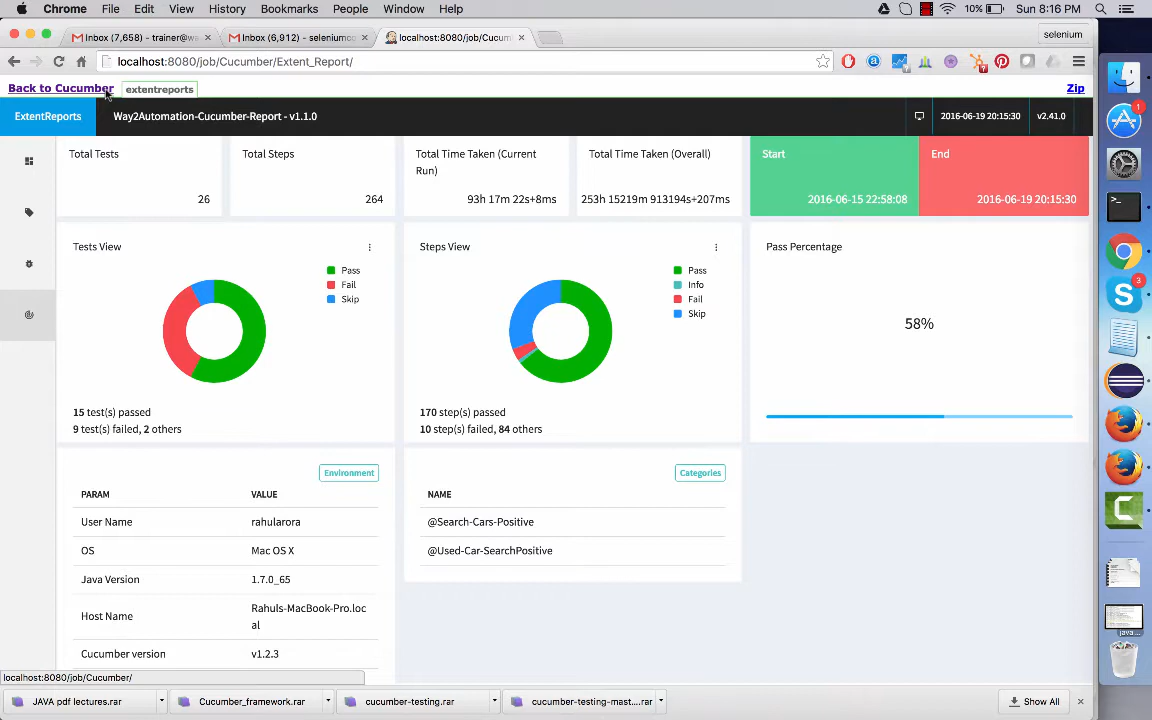 Chrome File Edit View History Bookmarks People Window Help 10% Sun 8:16 PM
Inbox (7,658) - trainer@wa Inbox (6,912) - seleniumco localhost:8080/job/Cucum selenium
localhost:8080/job/Cucumber/Extent_Report/
Back to Cucumber extentreports Zip
ExtentReports Way2Automation-Cucumber-Report - v1.1.0 2016-06-19 20:15:30 v2.41.0
Total Tests
26
Total Steps
264
Total Time Taken (Current
Run)
93h 17m 22s+8ms
Total Time Taken (Overall)
253h 15219m 913194s+207ms
Start
2016-06-15 22:58:08
End
2016-06-19 20:15:30
Tests View
Pass
Fail
Skip
15 test(s) passed
9 test(s) failed, 2 others
Steps View
Pass
Info
Fail
Skip
170 step(s) passed
10 step(s) failed, 84 others
Pass Percentage
58%
Environment
PARAM VALUE
User Name rahularora
OS Mac OS X
Java Version 1.7.0_65
Host Name Rahuls-MacBook-Pro.loc
al
Cucumber version v1.2.3
Categories
NAME
@Search-Cars-Positive
@Used-Car-SearchPositive
localhost:8080/job/Cucumber/
JAVA pdf lectures.rar Cucumber_framework.rar cucumber-testing.rar cucumber-testing-mast....rar Show All